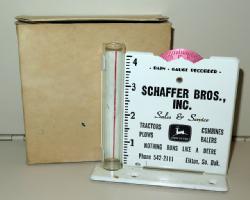 4
- RAIN - GAUGE RECORDER -
SCHAFFER BROS.,
INC.
3
Sales & Service
TRACTORS COMBINES
PLOWS BALERS
2
NOTHING RUNS LIKE A DEERE
Phone 542-2111 Elkton, So. Dak.
1